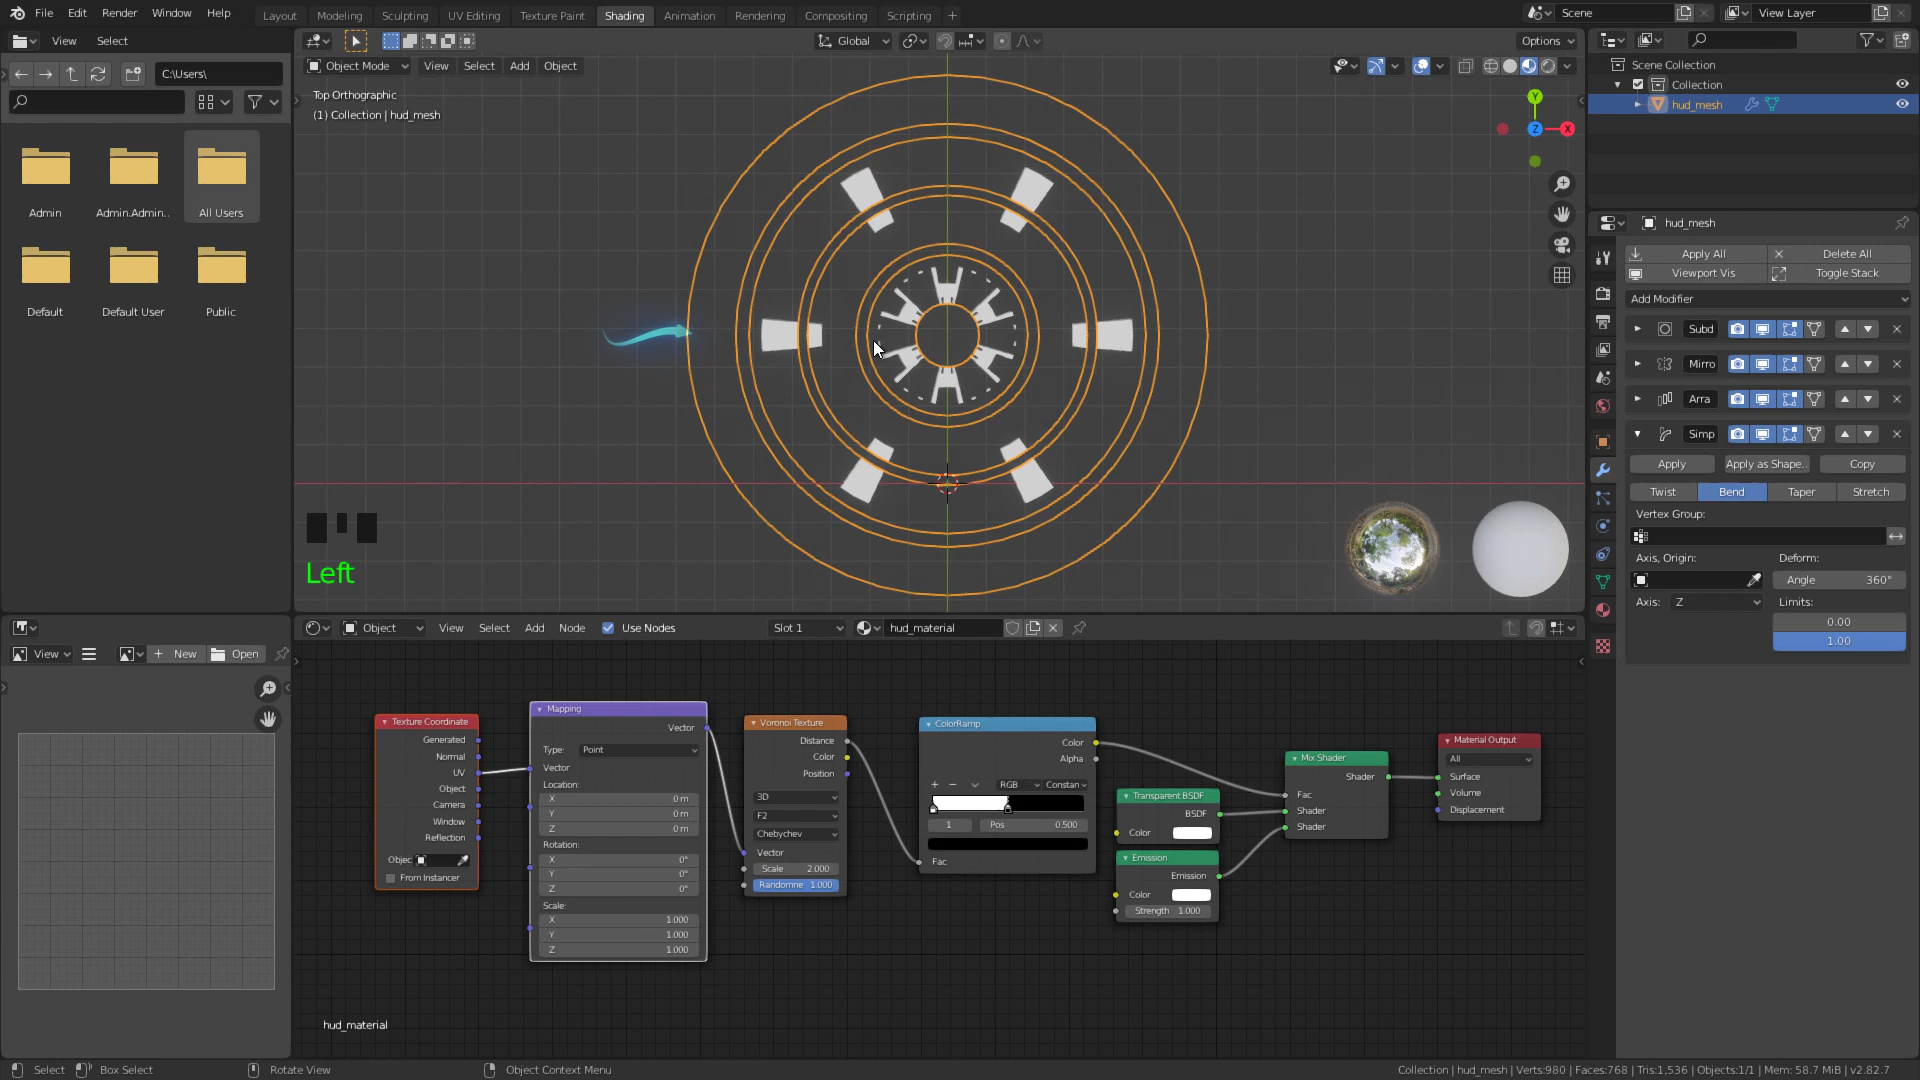 File Edit Render Window Help
Layout Modeling Sculpting UV Editing Texture Paint Shading Animation Rendering Compositing Scripting +
Scene
View Layer
View Select
Global
Options
C:\Users\
Object Mode View Select Add Object
Top Orthographic
(1) Collection | hud_mesh
Y
Z
X
Admin
Admin.Admin..
All Users
Default
Default User
Public
Left
Scene Collection
Collection
hud_mesh
hud_mesh
Apply All
Delete All
Viewport Vis
Toggle Stack
Add Modifier
Subd
Mirro
Arra
Simp
Apply
Apply as Shape..
Copy
Twist
Bend
Taper
Stretch
Vertex Group:
Axis, Origin:
Deform:
Angle 360°
Axis: Z
Limits:
0.00
1.00
View
New
Open
Object View Select Add Node Use Nodes
Slot 1
hud_material
Texture Coordinate
Generated
Normal
UV
Object
Camera
Window
Reflection
Objec
From Instancer
Mapping
Vector
Type: Point
Vector
Location:
X 0 m
Y 0 m
Z 0 m
Rotation:
X 0°
Y 0°
Z 0°
Scale:
X 1.000
Y 1.000
Z 1.000
Voronoi Texture
Distance
Color
Position
3D
F2
Chebychev
Vector
Scale 2.000
Randomne 1.000
ColorRamp
Color
Alpha
RGB Constan
1 Pos 0.500
Fac
Transparent BSDF
BSDF
Color
Emission
Emission
Color
Strength 1.000
Mix Shader
Shader
Fac
Shader
Shader
Material Output
All
Surface
Volume
Displacement
hud_material
Select
Box Select
Rotate View
Object Context Menu
Collection | hud_mesh | Verts:980 | Faces:768 | Tris:1,536 | Objects:1/1 | Mem: 58.7 MiB | v2.82.7